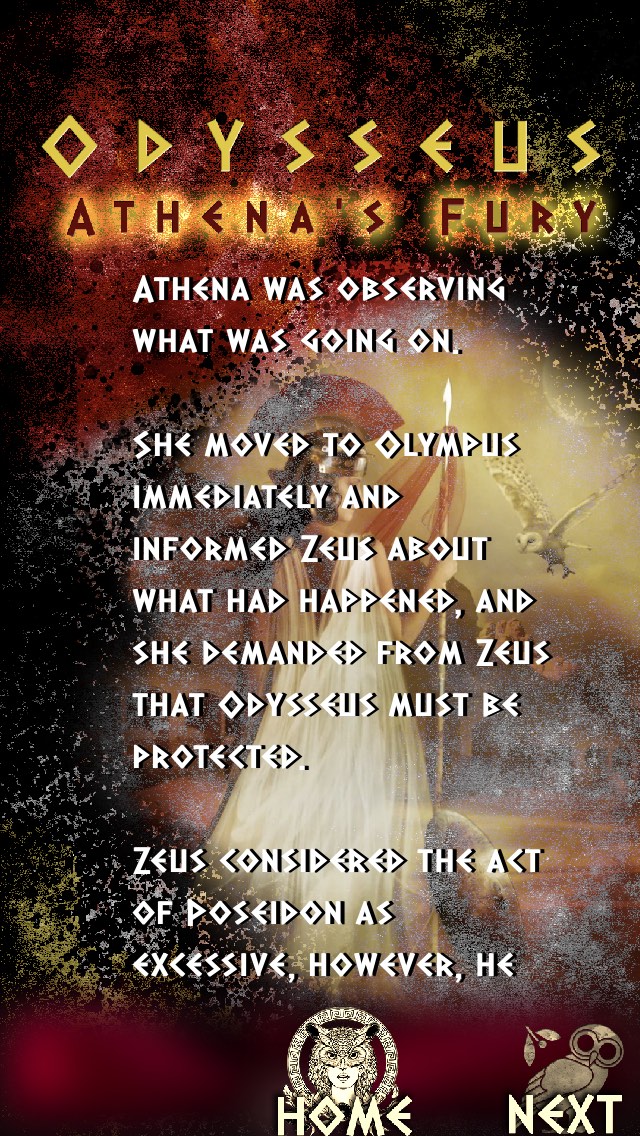 Odysseus
Athena's Fury
Athena was observing
what was going on.
She moved to Olympus
immediately and
informed Zeus about
what had happened, and
she demanded from Zeus
that Odysseus must be
protected.
Zeus considered the act
of Poseidon as
excessive, however, he
HOME
NEXT